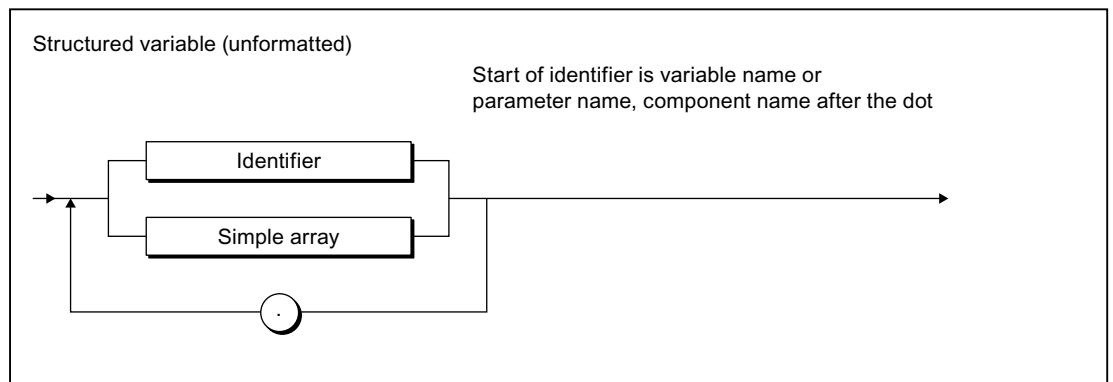 Structured variable (unformatted)
Start of identifier is variable name or
parameter name, component name after the dot
Identifier
Simple array
.